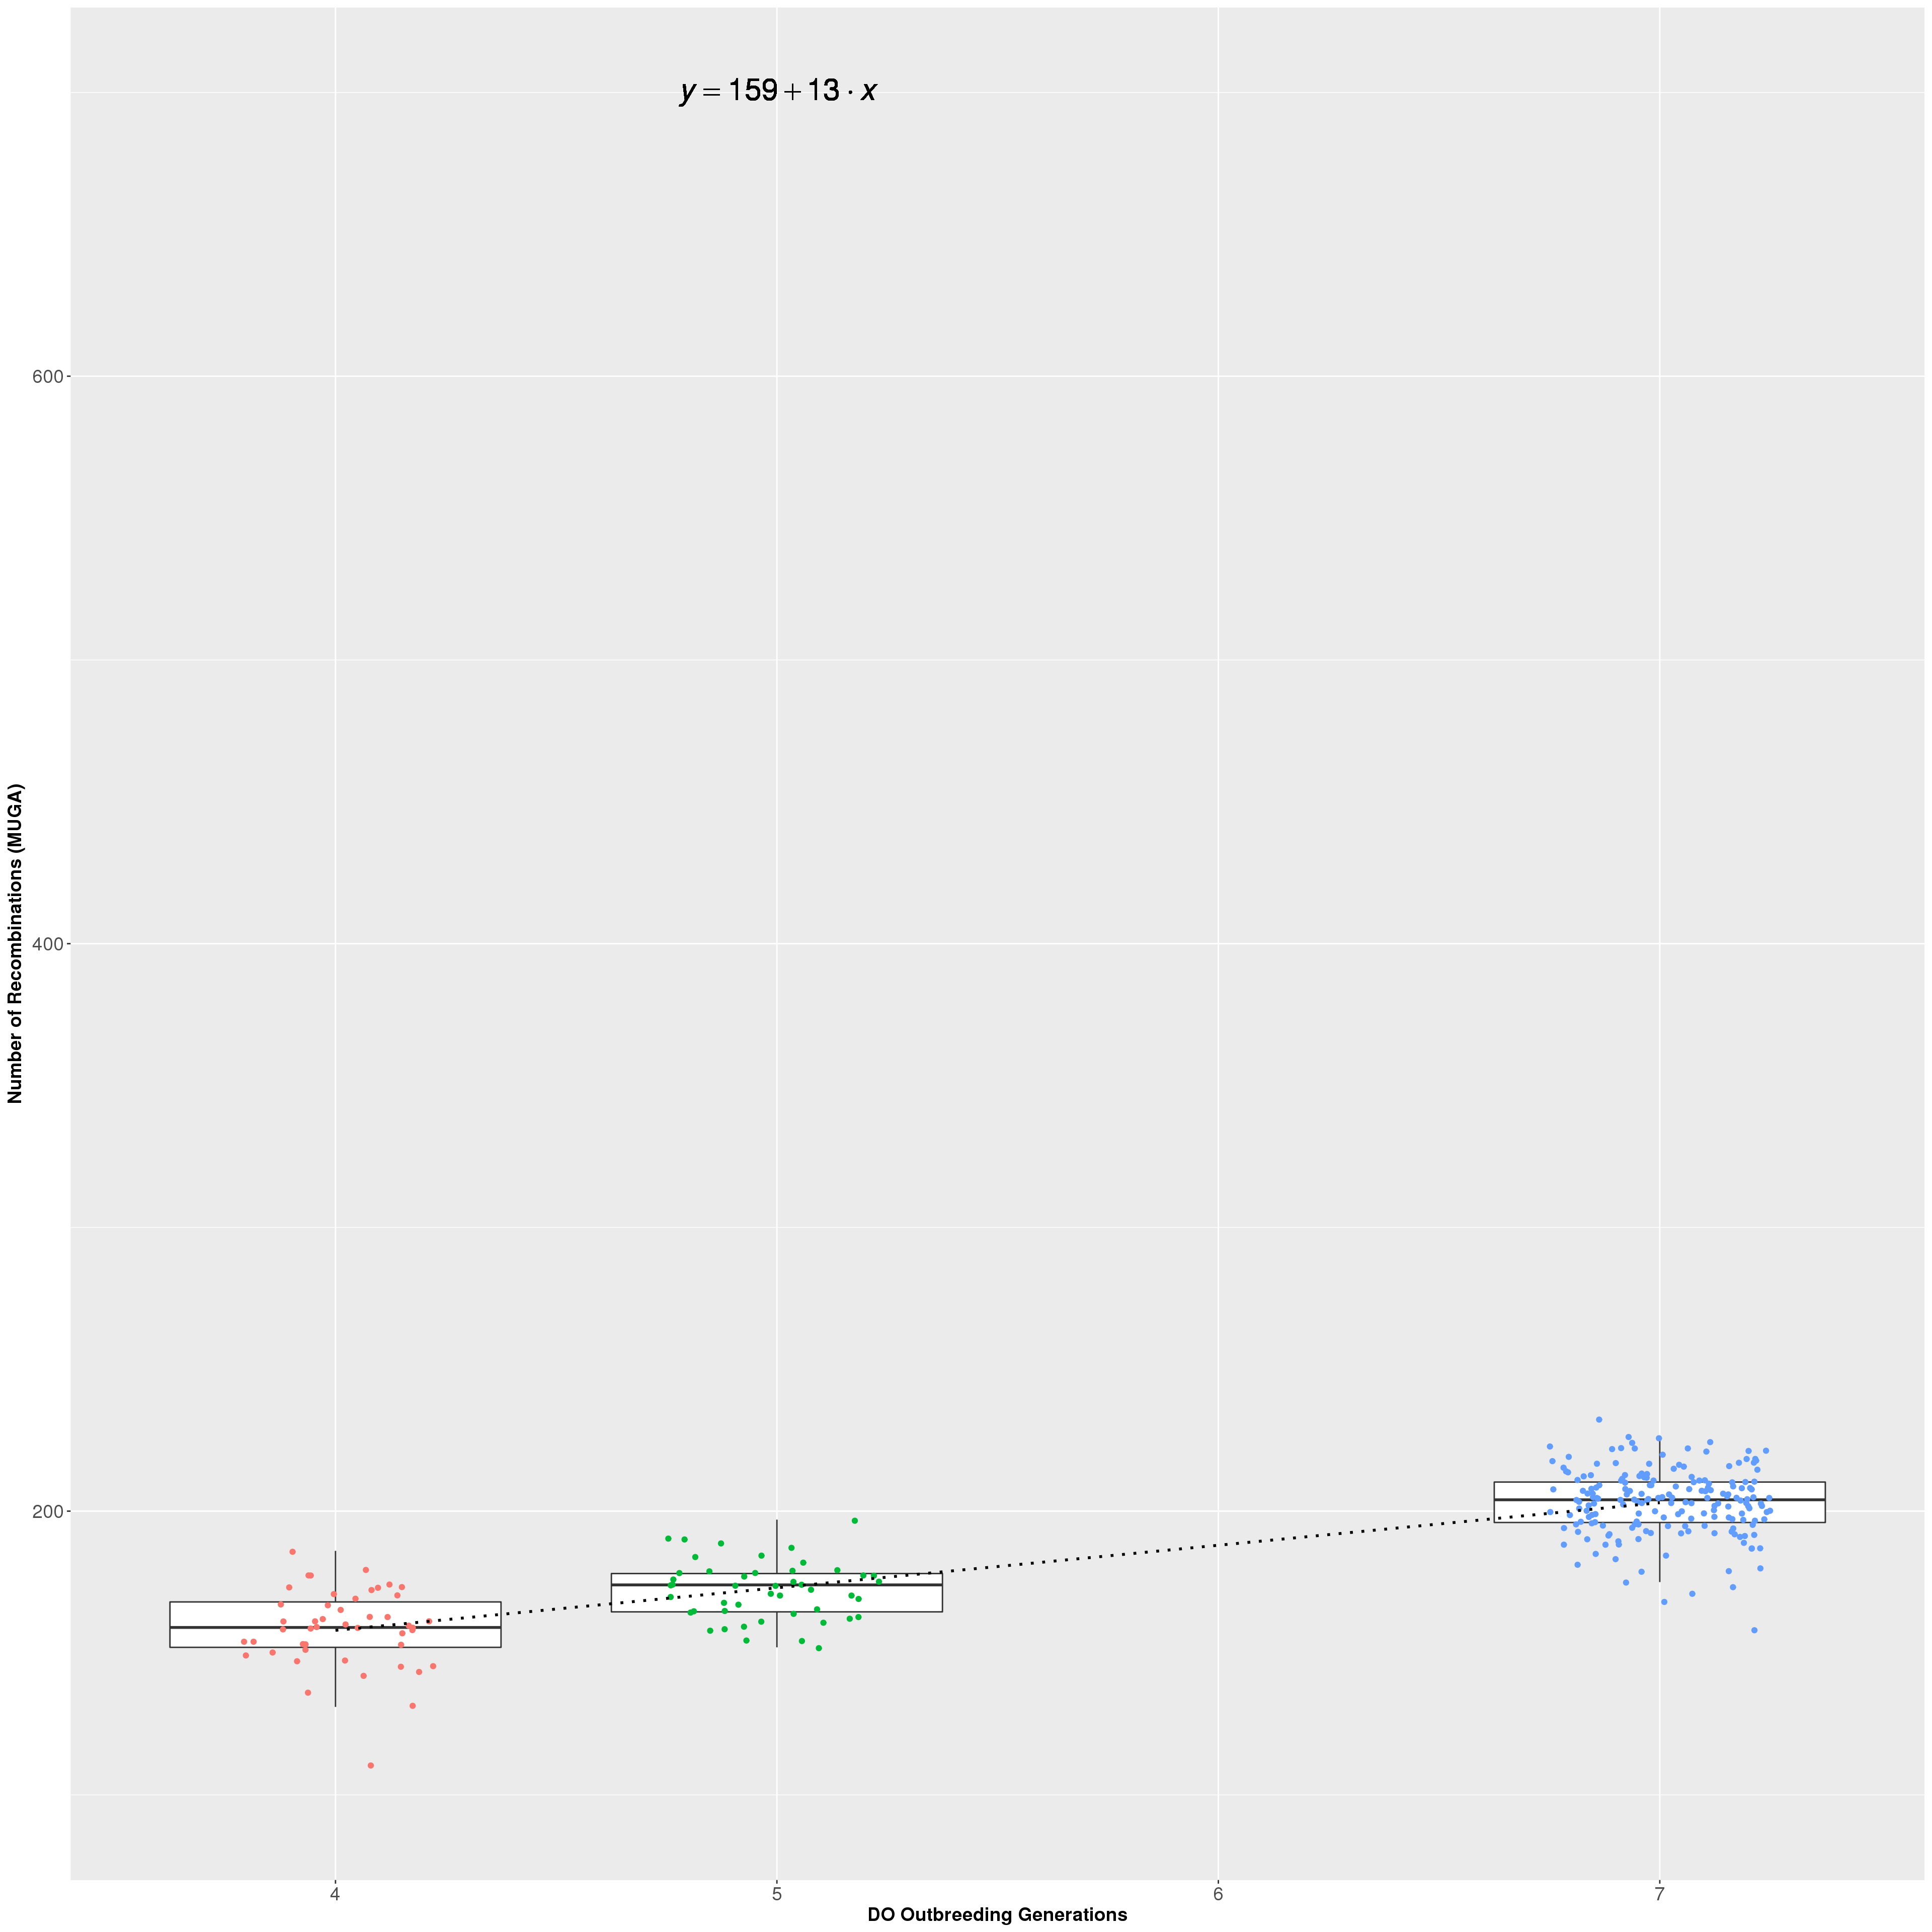 y = 159 + 13 · x
600
400
200
Number of Recombinations (MUGA)
4 5 6 7
DO Outbreeding Generations